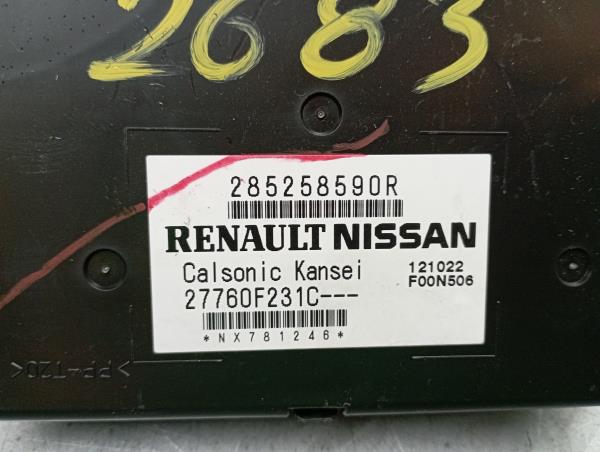 2683
285258590R
RENAULT NISSAN
Calsonic Kansei 121022
27760F231C--- F00N506
*NX781246*
>PP-T20<